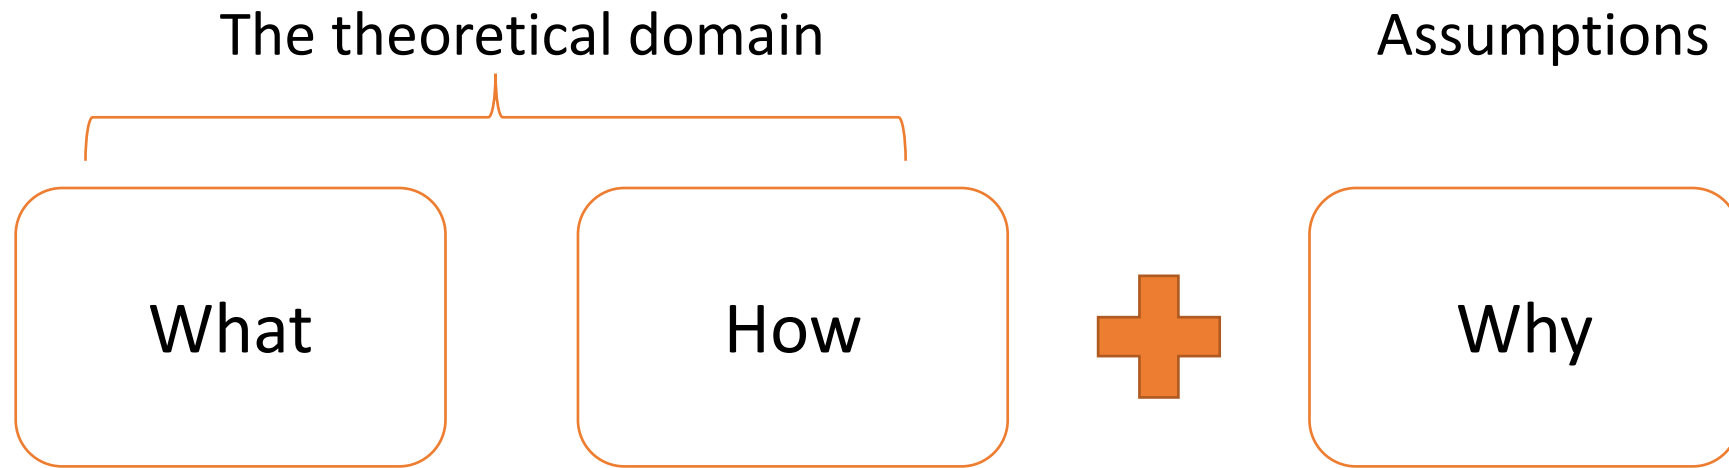 The theoretical domain
Assumptions
What
How
Why